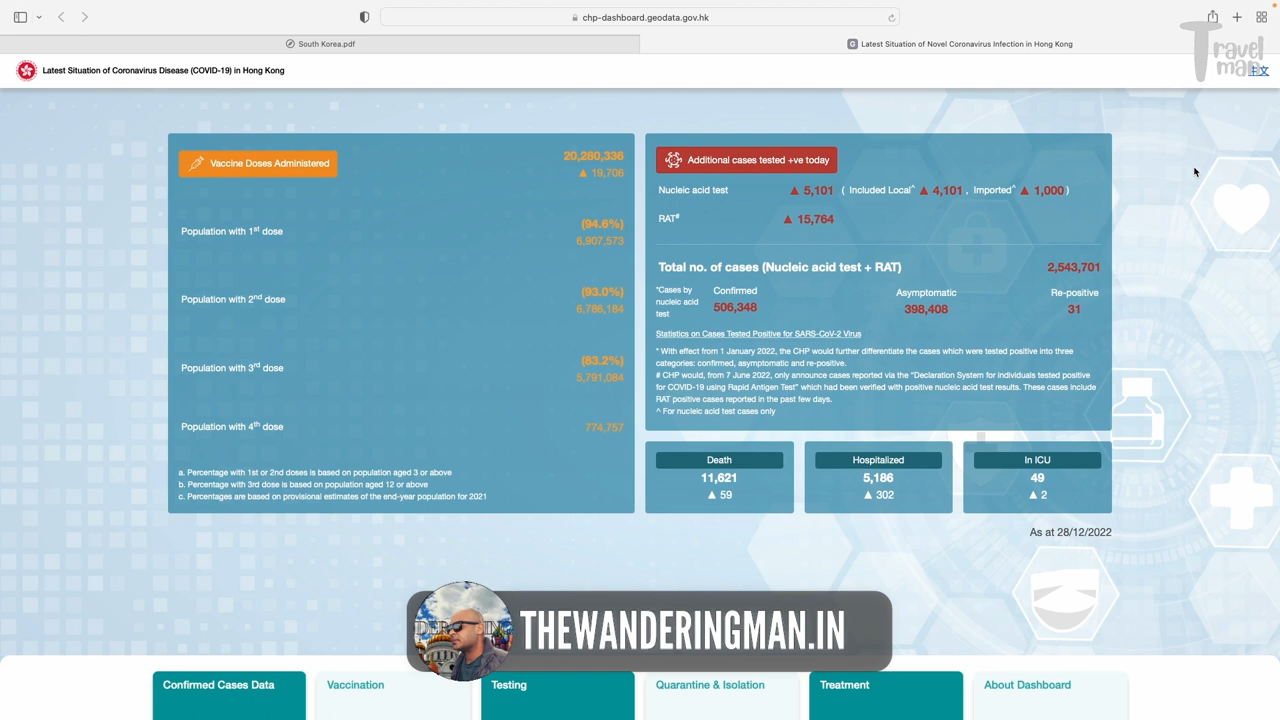 chp-dashboard.geodata.gov.hk
South Korea.pdf
G Latest Situation of Novel Coronavirus Infection in Hong Kong
Travel
man
Latest Situation of Coronavirus Disease (COVID-19) in Hong Kong
中文
Vaccine Doses Administered
20,280,336
▲ 19,706
Population with 1st dose
(94.6%)
6,907,573
Population with 2nd dose
(93.0%)
6,786,184
Population with 3rd dose
(83.2%)
5,791,084
Population with 4th dose
774,757
a. Percentage with 1st or 2nd doses is based on population aged 3 or above
b. Percentage with 3rd dose is based on population aged 12 or above
c. Percentages are based on provisional estimates of the end-year population for 2021
Additional cases tested +ve today
Nucleic acid test ▲ 5,101 ( Included Local^ ▲ 4,101 , Imported^ ▲ 1,000 )
RAT# ▲ 15,764
Total no. of cases (Nucleic acid test + RAT) 2,543,701
*Cases by
nucleic acid
test
Confirmed
506,348
Asymptomatic
398,408
Re-positive
31
Statistics on Cases Tested Positive for SARS-CoV-2 Virus
* With effect from 1 January 2022, the CHP would further differentiate the cases which were tested positive into three
categories: confirmed, asymptomatic and re-positive.
# CHP would, from 7 June 2022, only announce cases reported via the "Declaration System for individuals tested positive
for COVID-19 using Rapid Antigen Test" which had been verified with positive nucleic acid test results. These cases include
RAT positive cases reported in the past few days.
^ For nucleic acid test cases only
Death
11,621
▲ 59
Hospitalized
5,186
▲ 302
In ICU
49
▲ 2
As at 28/12/2022
THEWANDERINGMAN.IN
Confirmed Cases Data
Vaccination
Testing
Quarantine & Isolation
Treatment
About Dashboard